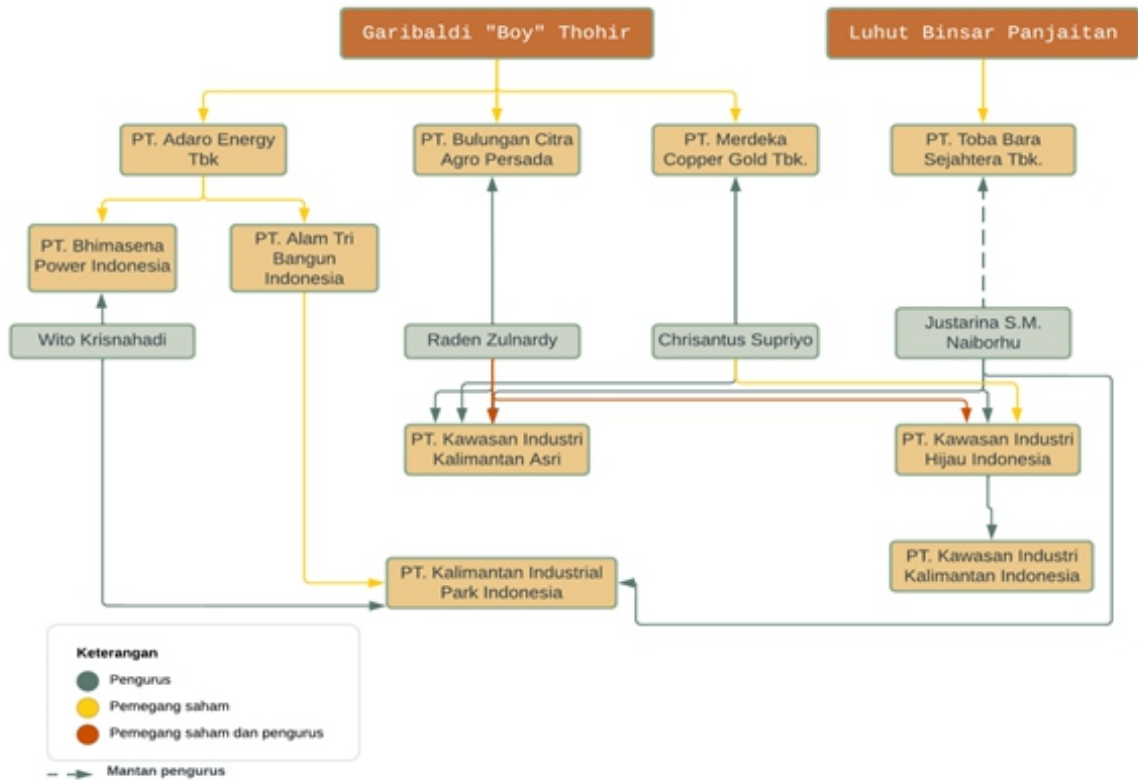 Garibaldi "Boy" Thohir
Luhut Binsar Panjaitan
PT. Adaro Energy
Tbk
PT. Bulungan Citra
Agro Persada
PT. Merdeka
Copper Gold Tbk.
PT. Toba Bara
Sejahtera Tbk.
PT. Bhimasena
Power Indonesia
PT. Alam Tri
Bangun
Indonesia
Wito Krisnahadi
Raden Zulnardy
Chrisantus Supriyo
Justarina S.M.
Naiborhu
PT. Kawasan Industri
Kalimantan Asri
PT. Kawasan Industri
Hijau Indonesia
PT. Kalimantan Industrial
Park Indonesia
PT. Kawasan Industri
Kalimantan Indonesia
Keterangan
Pengurus
Pemegang saham
Pemegang saham dan pengurus
Mantan pengurus